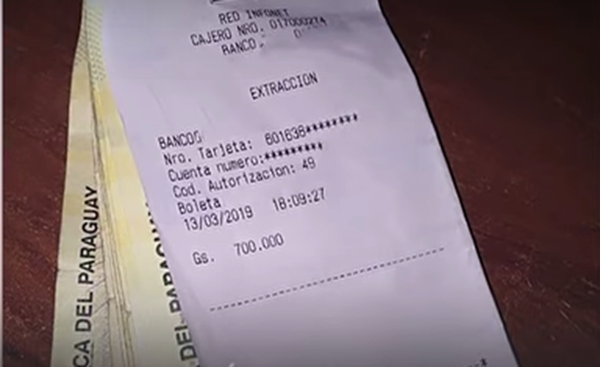 RED INFONET
CAJERO NRO. 017000274
BANCO.
EXTRACCION
BANCOS
Nro. Tarjeta: 601638********
Cuenta numero:*********
Cod. Autorizacion: 49
Boleta
13/03/2019 18:09:27
Gs. 700.000
CA DEL PARAGUAY
DEL PARAGUAY